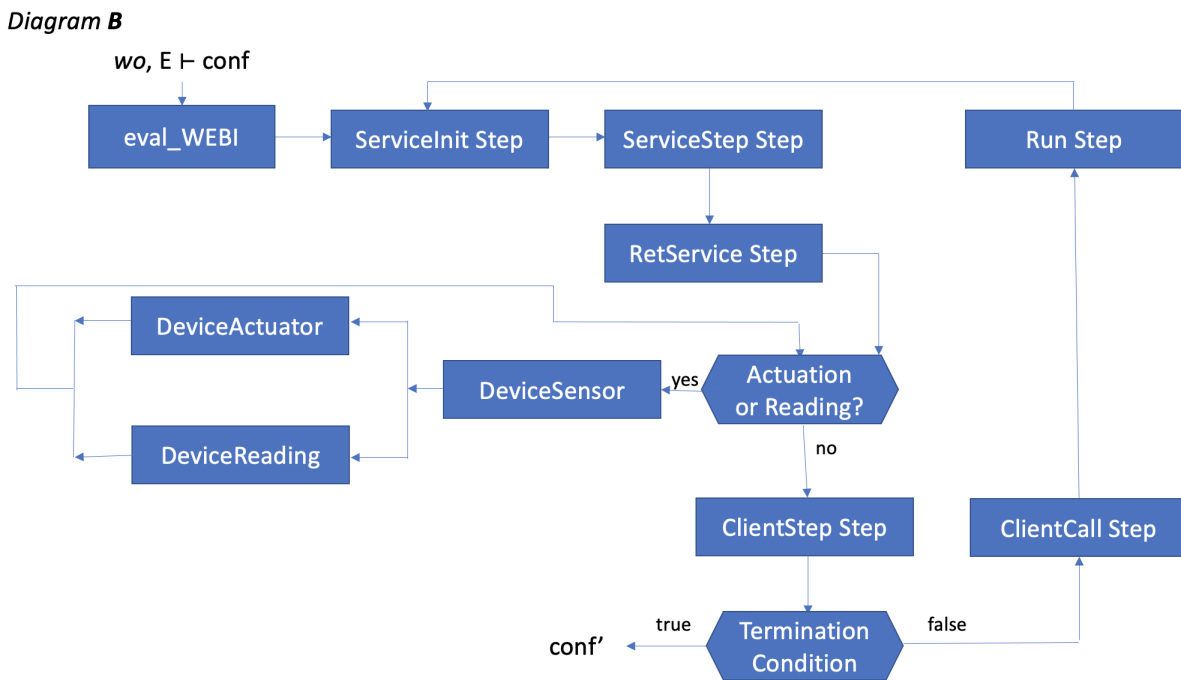 Diagram B
wo, E ⊢ conf
eval_WEBI
ServiceInit Step
ServiceStep Step
Run Step
RetService Step
DeviceActuator
DeviceSensor
yes
Actuation
or Reading?
DeviceReading
no
ClientStep Step
ClientCall Step
true
Termination
Condition
false
conf’